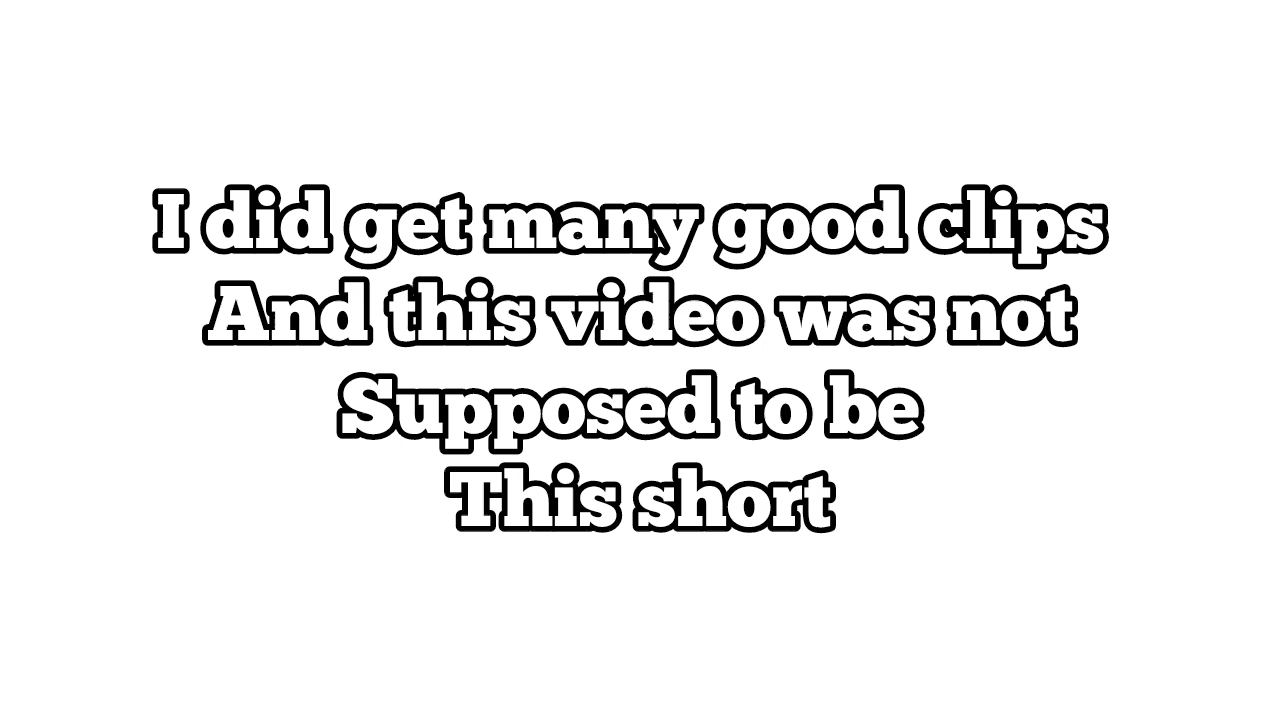 I did get many good clips
And this video was not
Supposed to be
This short